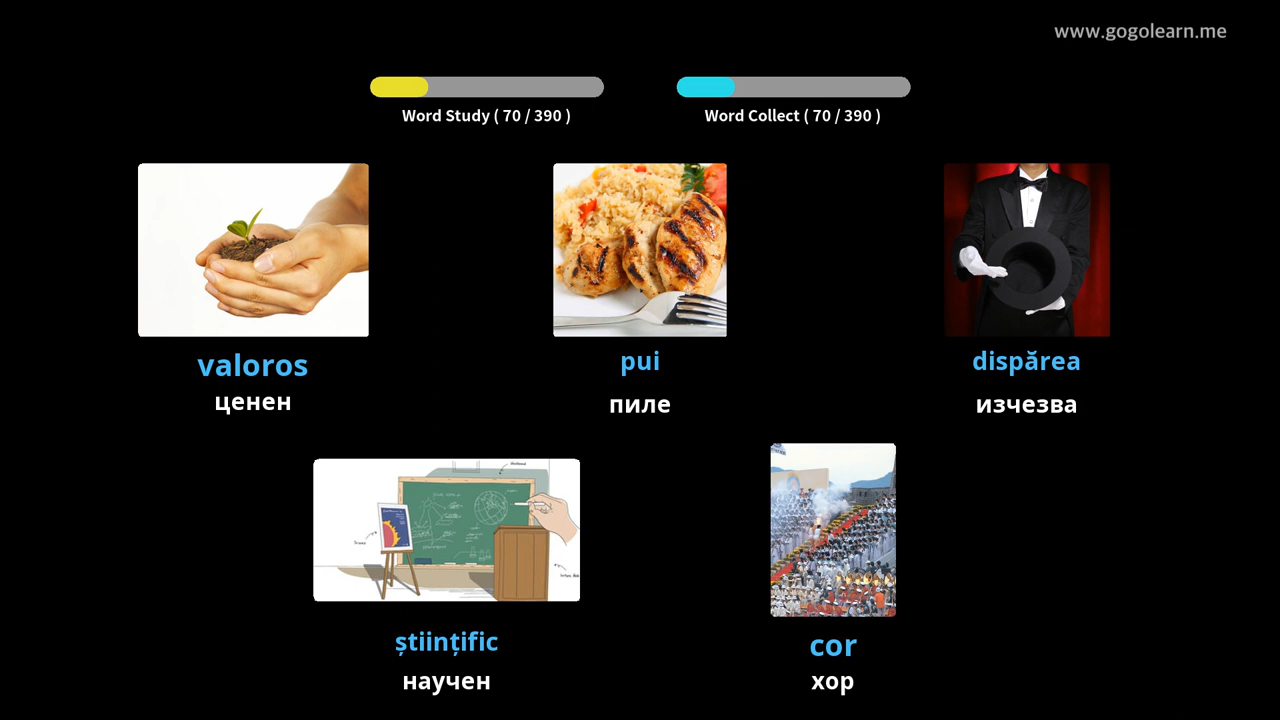 www.gogolearn.me
Word Study ( 70 / 390 )
Word Collect ( 70 / 390 )
valoros
ценен
pui
пиле
dispărea
изчезва
științific
научен
cor
хор